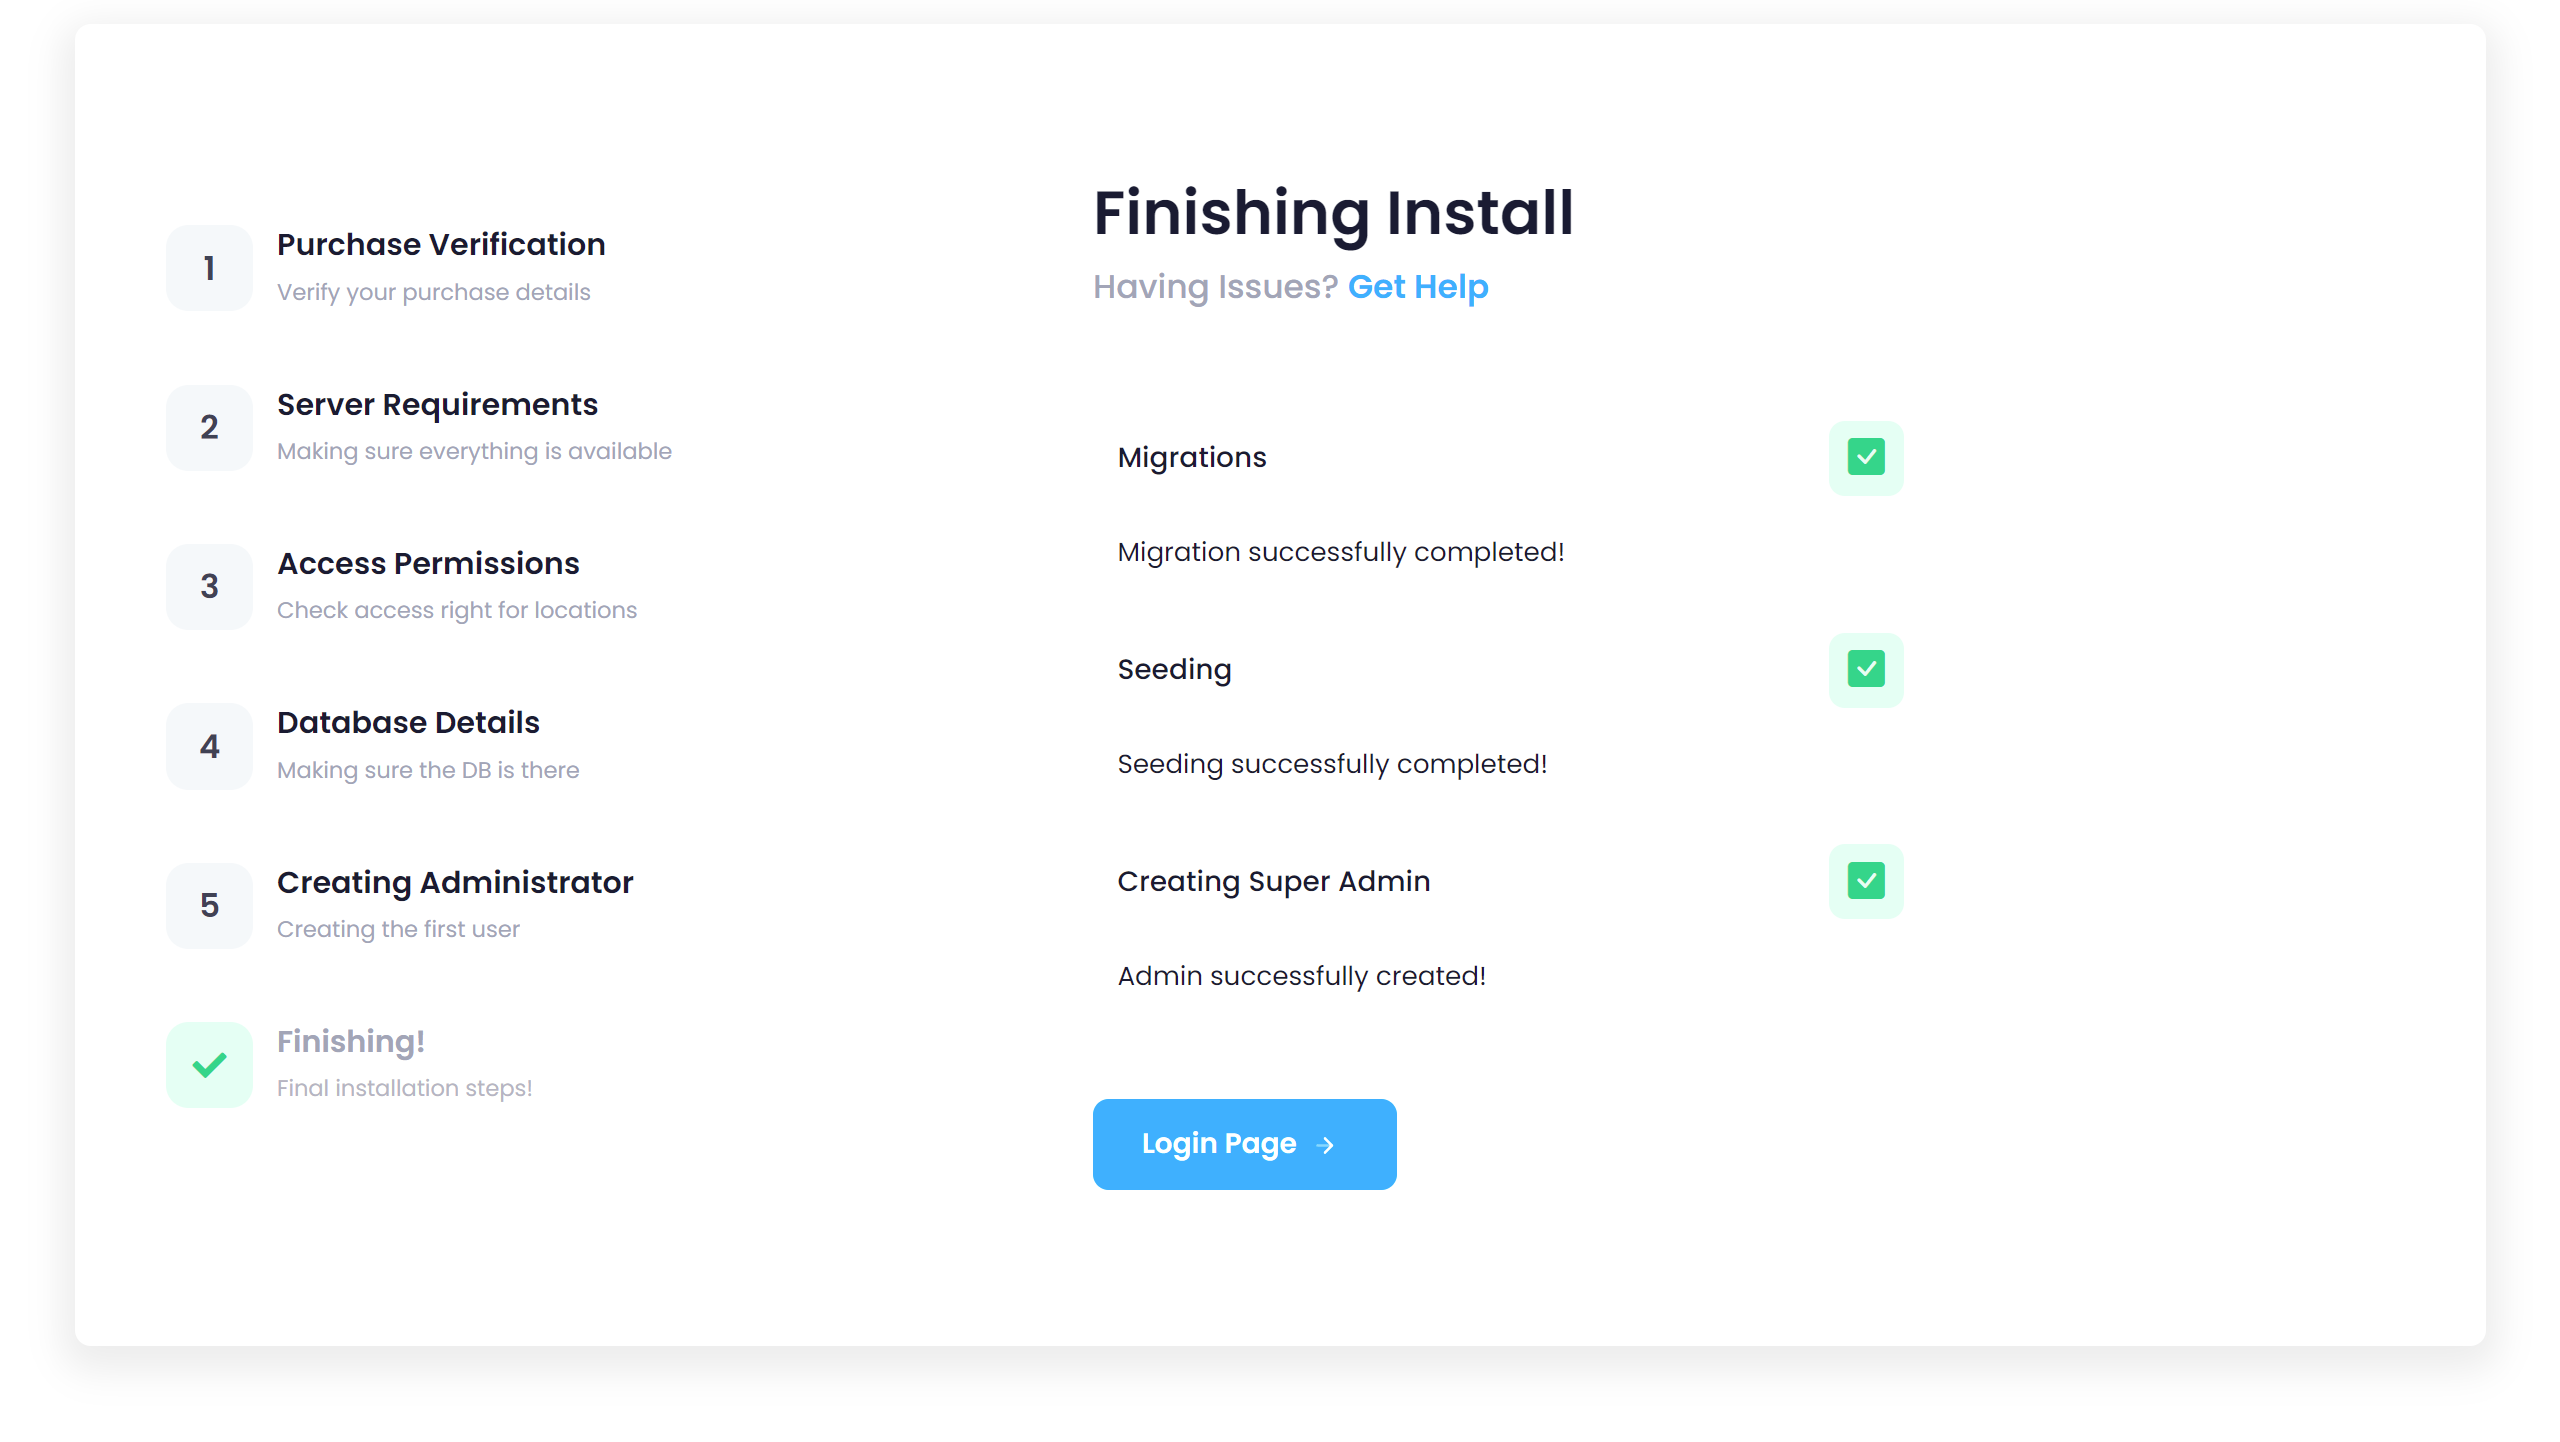 1
Purchase Verification
Verify your purchase details
2
Server Requirements
Making sure everything is available
3
Access Permissions
Check access right for locations
4
Database Details
Making sure the DB is there
5
Creating Administrator
Creating the first user
Finishing!
Final installation steps!
Finishing Install
Having Issues? Get Help
Migrations
Migration successfully completed!
Seeding
Seeding successfully completed!
Creating Super Admin
Admin successfully created!
Login Page